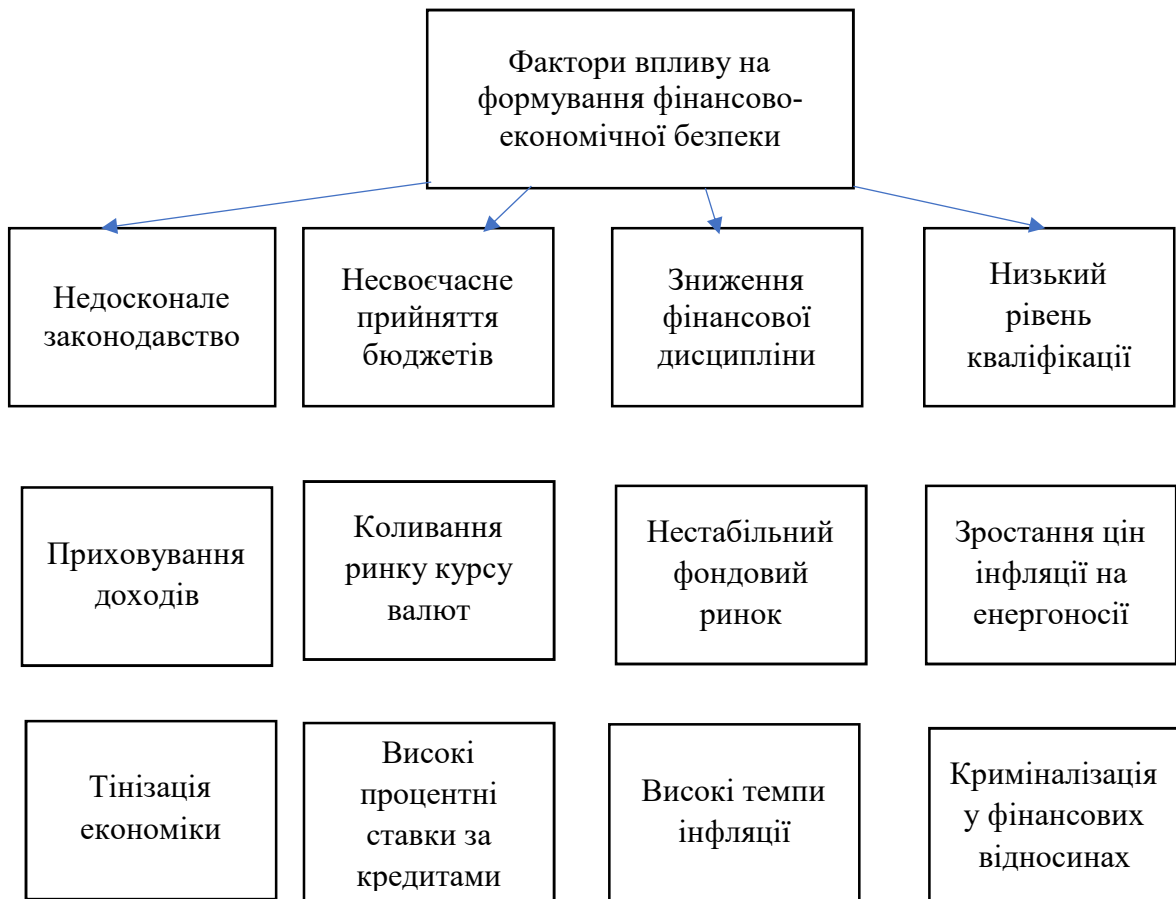 Фактори впливу на
формування фінансово-
економічної безпеки
Недосконале
законодавство
Несвоєчасне
прийняття
бюджетів
Зниження
фінансової
дисципліни
Низький
рівень
кваліфікації
Приховування
доходів
Коливання
ринку курсу
валют
Нестабільний
фондовий
ринок
Зростання цін
інфляції на
енергоносії
Тінізація
економіки
Високі
процентні
ставки за
кредитами
Високі темпи
інфляції
Криміналізація
у фінансових
відносинах